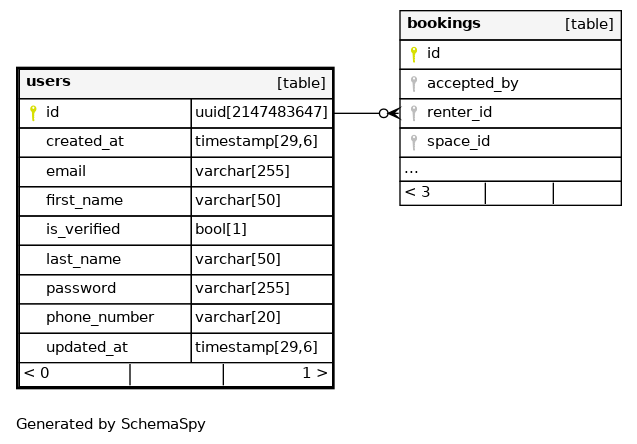 bookings [table]
id
accepted_by
renter_id
space_id
...
< 3
users [table]
id uuid[2147483647]
created_at timestamp[29,6]
email varchar[255]
first_name varchar[50]
is_verified bool[1]
last_name varchar[50]
password varchar[255]
phone_number varchar[20]
updated_at timestamp[29,6]
< 0 1 >
Generated by SchemaSpy